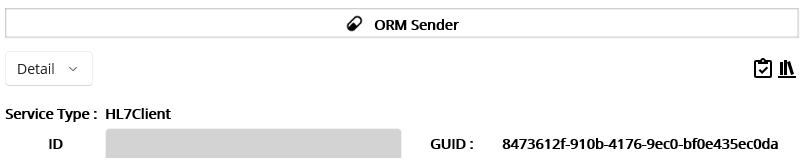 ORM Sender
Detail
Service Type : HL7Client
ID GUID : 8473612f-910b-4176-9ec0-bf0e435ec0da